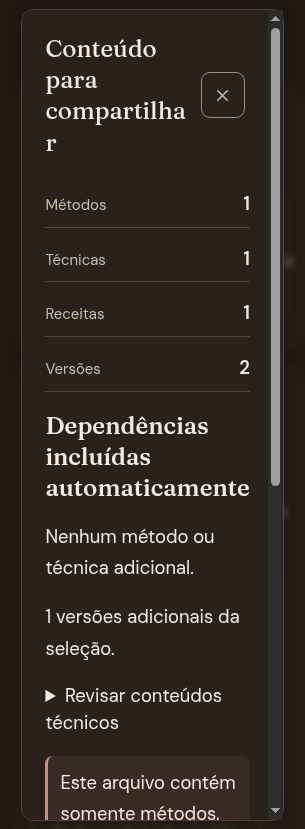 Conteúdo
para
compartilha
r
Métodos 1
Técnicas 1
Receitas 1
Versões 2
Dependências
incluídas
automaticamente
Nenhum método ou
técnica adicional.
1 versões adicionais da
seleção.
Revisar conteúdos
técnicos
Este arquivo contém
somente métodos,